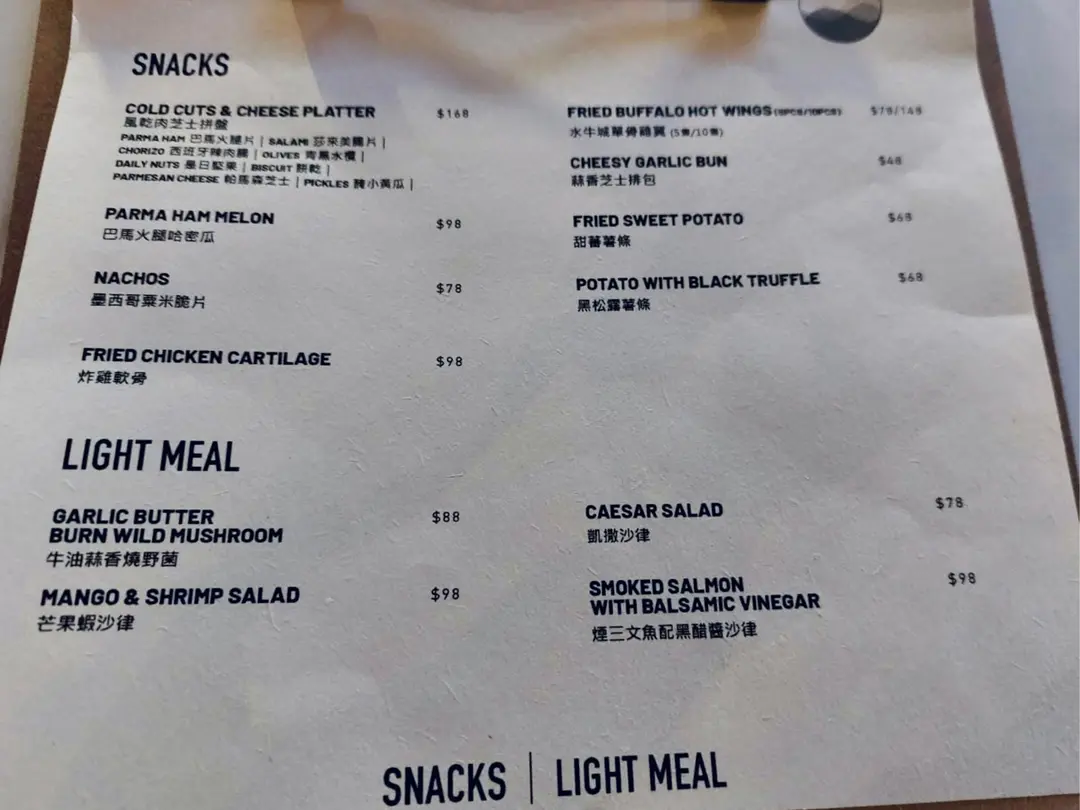 SNACKS
COLD CUTS & CHEESE PLATTER $168
風乾肉芝士拼盤
PARMA HAM 巴馬火腿片 | SALAMI 莎來美腸片 |
CHORIZO 西班牙辣肉腸 | OLIVES 青黑水欖 |
DAILY NUTS 是日堅果 | BISCUIT 餅乾 |
PARMESAN CHEESE 帕馬森芝士 | PICKLES 醃小黃瓜 |
PARMA HAM MELON $98
巴馬火腿哈密瓜
NACHOS $78
墨西哥粟米脆片
FRIED CHICKEN CARTILAGE $98
炸雞軟骨
FRIED BUFFALO HOT WINGS $78/148
水牛城單骨雞翼 (5隻/10隻)
CHEESY GARLIC BUN $48
蒜香芝士排包
FRIED SWEET POTATO $68
甜蕃薯條
POTATO WITH BLACK TRUFFLE $68
黑松露薯條
LIGHT MEAL
GARLIC BUTTER
BURN WILD MUSHROOM $88
牛油蒜香燒野菌
MANGO & SHRIMP SALAD $98
芒果蝦沙律
CAESAR SALAD $78
凱撒沙律
SMOKED SALMON
WITH BALSAMIC VINEGAR $98
煙三文魚配黑醋醬沙律
SNACKS | LIGHT MEAL